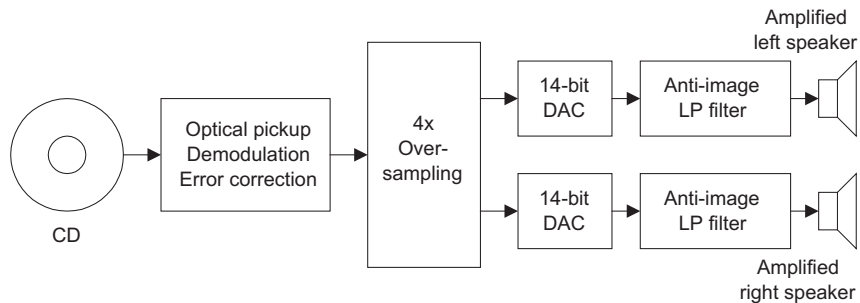 Amplified
left speaker
14-bit
DAC
Anti-image
LP filter
4x
Over-
sampling
Optical pickup
Demodulation
Error correction
CD
14-bit
DAC
Anti-image
LP filter
Amplified
right speaker